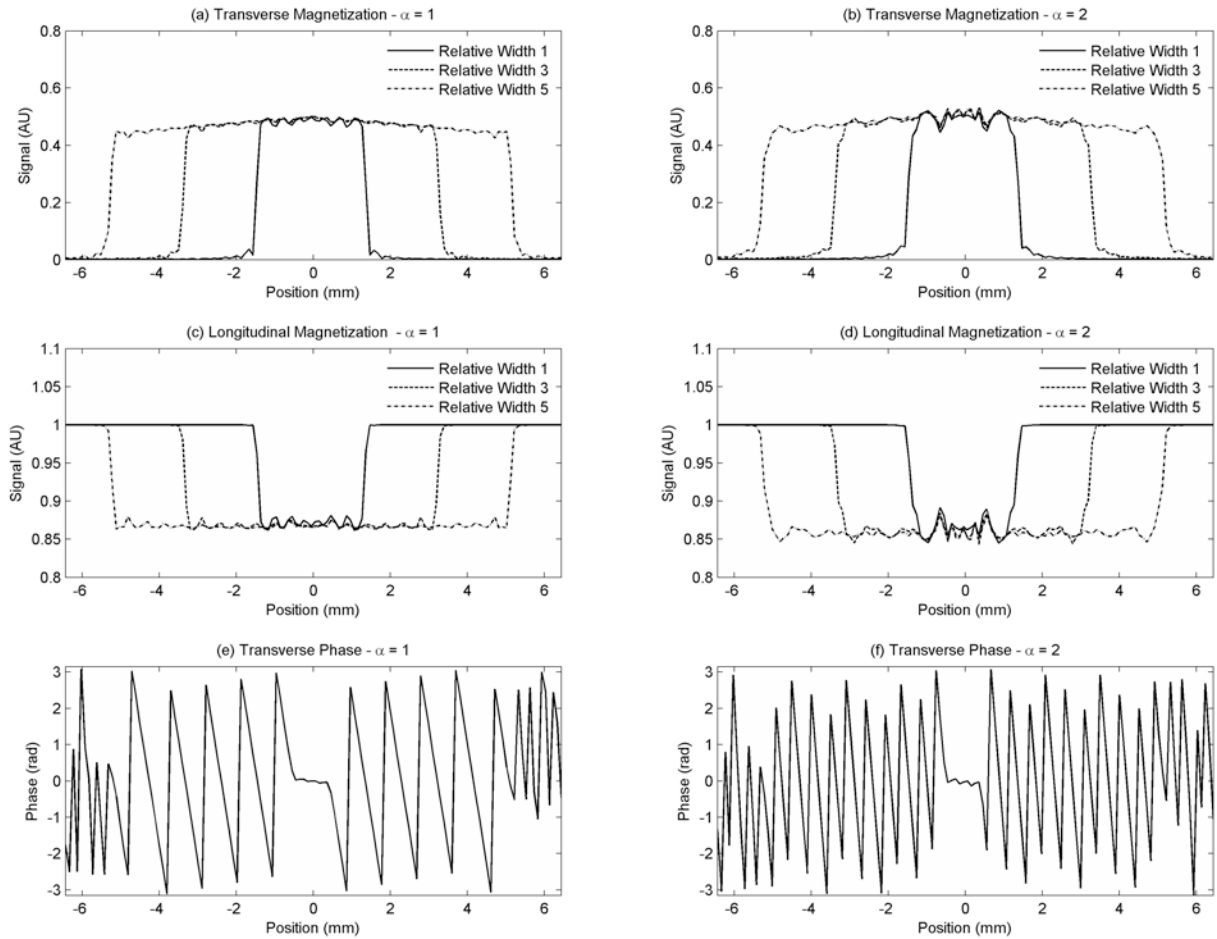 (a) Transverse Magnetization - α = 1
0.8
0.6
0.4
0.2
0
Signal (AU)
Relative Width 1
Relative Width 3
Relative Width 5
-6 -4 -2 0 2 4 6
Position (mm)
(b) Transverse Magnetization - α = 2
0.8
0.6
0.4
0.2
0
Signal (AU)
Relative Width 1
Relative Width 3
Relative Width 5
-6 -4 -2 0 2 4 6
Position (mm)
(c) Longitudinal Magnetization - α = 1
1.1
1.05
1
0.95
0.9
0.85
0.8
Signal (AU)
Relative Width 1
Relative Width 3
Relative Width 5
-6 -4 -2 0 2 4 6
Position (mm)
(d) Longitudinal Magnetization - α = 2
1.1
1.05
1
0.95
0.9
0.85
0.8
Signal (AU)
Relative Width 1
Relative Width 3
Relative Width 5
-6 -4 -2 0 2 4 6
Position (mm)
(e) Transverse Phase - α = 1
3
2
1
0
-1
-2
-3
Phase (rad)
-6 -4 -2 0 2 4 6
Position (mm)
(f) Transverse Phase - α = 2
3
2
1
0
-1
-2
-3
Phase (rad)
-6 -4 -2 0 2 4 6
Position (mm)